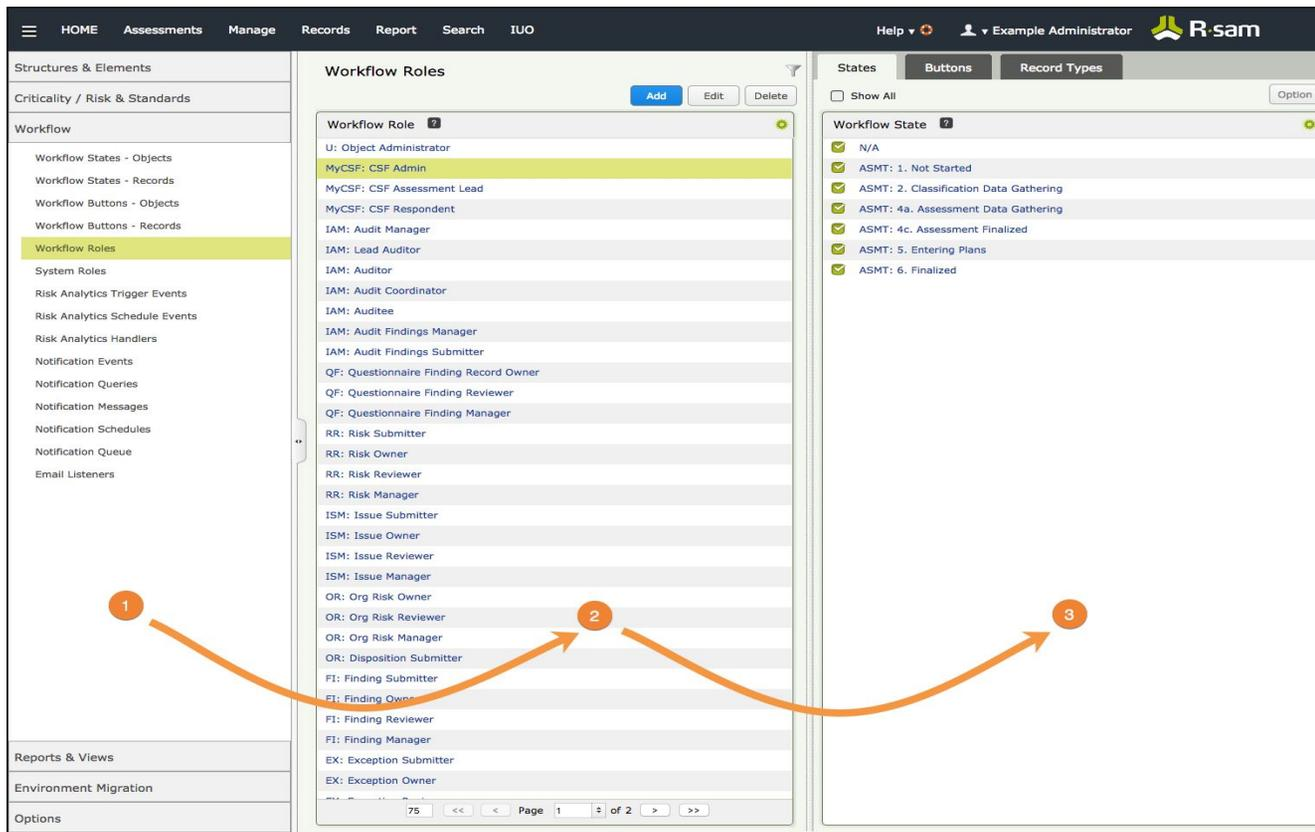 HOME Assessments Manage Records Report Search IUO Help Example Administrator R·sam
Structures & Elements
Criticality / Risk & Standards
Workflow
Workflow States - Objects
Workflow States - Records
Workflow Buttons - Objects
Workflow Buttons - Records
Workflow Roles
System Roles
Risk Analytics Trigger Events
Risk Analytics Schedule Events
Risk Analytics Handlers
Notification Events
Notification Queries
Notification Messages
Notification Schedules
Notification Queue
Email Listeners
1
Reports & Views
Environment Migration
Options
Workflow Roles
Add Edit Delete
Workflow Role ?
U: Object Administrator
MyCSF: CSF Admin
MyCSF: CSF Assessment Lead
MyCSF: CSF Respondent
IAM: Audit Manager
IAM: Lead Auditor
IAM: Auditor
IAM: Audit Coordinator
IAM: Auditee
IAM: Audit Findings Manager
IAM: Audit Findings Submitter
QF: Questionnaire Finding Record Owner
QF: Questionnaire Finding Reviewer
QF: Questionnaire Finding Manager
RR: Risk Submitter
RR: Risk Owner
RR: Risk Reviewer
RR: Risk Manager
ISM: Issue Submitter
ISM: Issue Owner
ISM: Issue Reviewer
ISM: Issue Manager
OR: Org Risk Owner
2
OR: Org Risk Reviewer
OR: Org Risk Manager
OR: Disposition Submitter
FI: Finding Submitter
FI: Finding Owner
FI: Finding Reviewer
FI: Finding Manager
EX: Exception Submitter
EX: Exception Owner
75 << < Page 1 of 2 > >>
States Buttons Record Types
Show All Option
Workflow State ?
N/A
ASMT: 1. Not Started
ASMT: 2. Classification Data Gathering
ASMT: 4a. Assessment Data Gathering
ASMT: 4c. Assessment Finalized
ASMT: 5. Entering Plans
ASMT: 6. Finalized
3